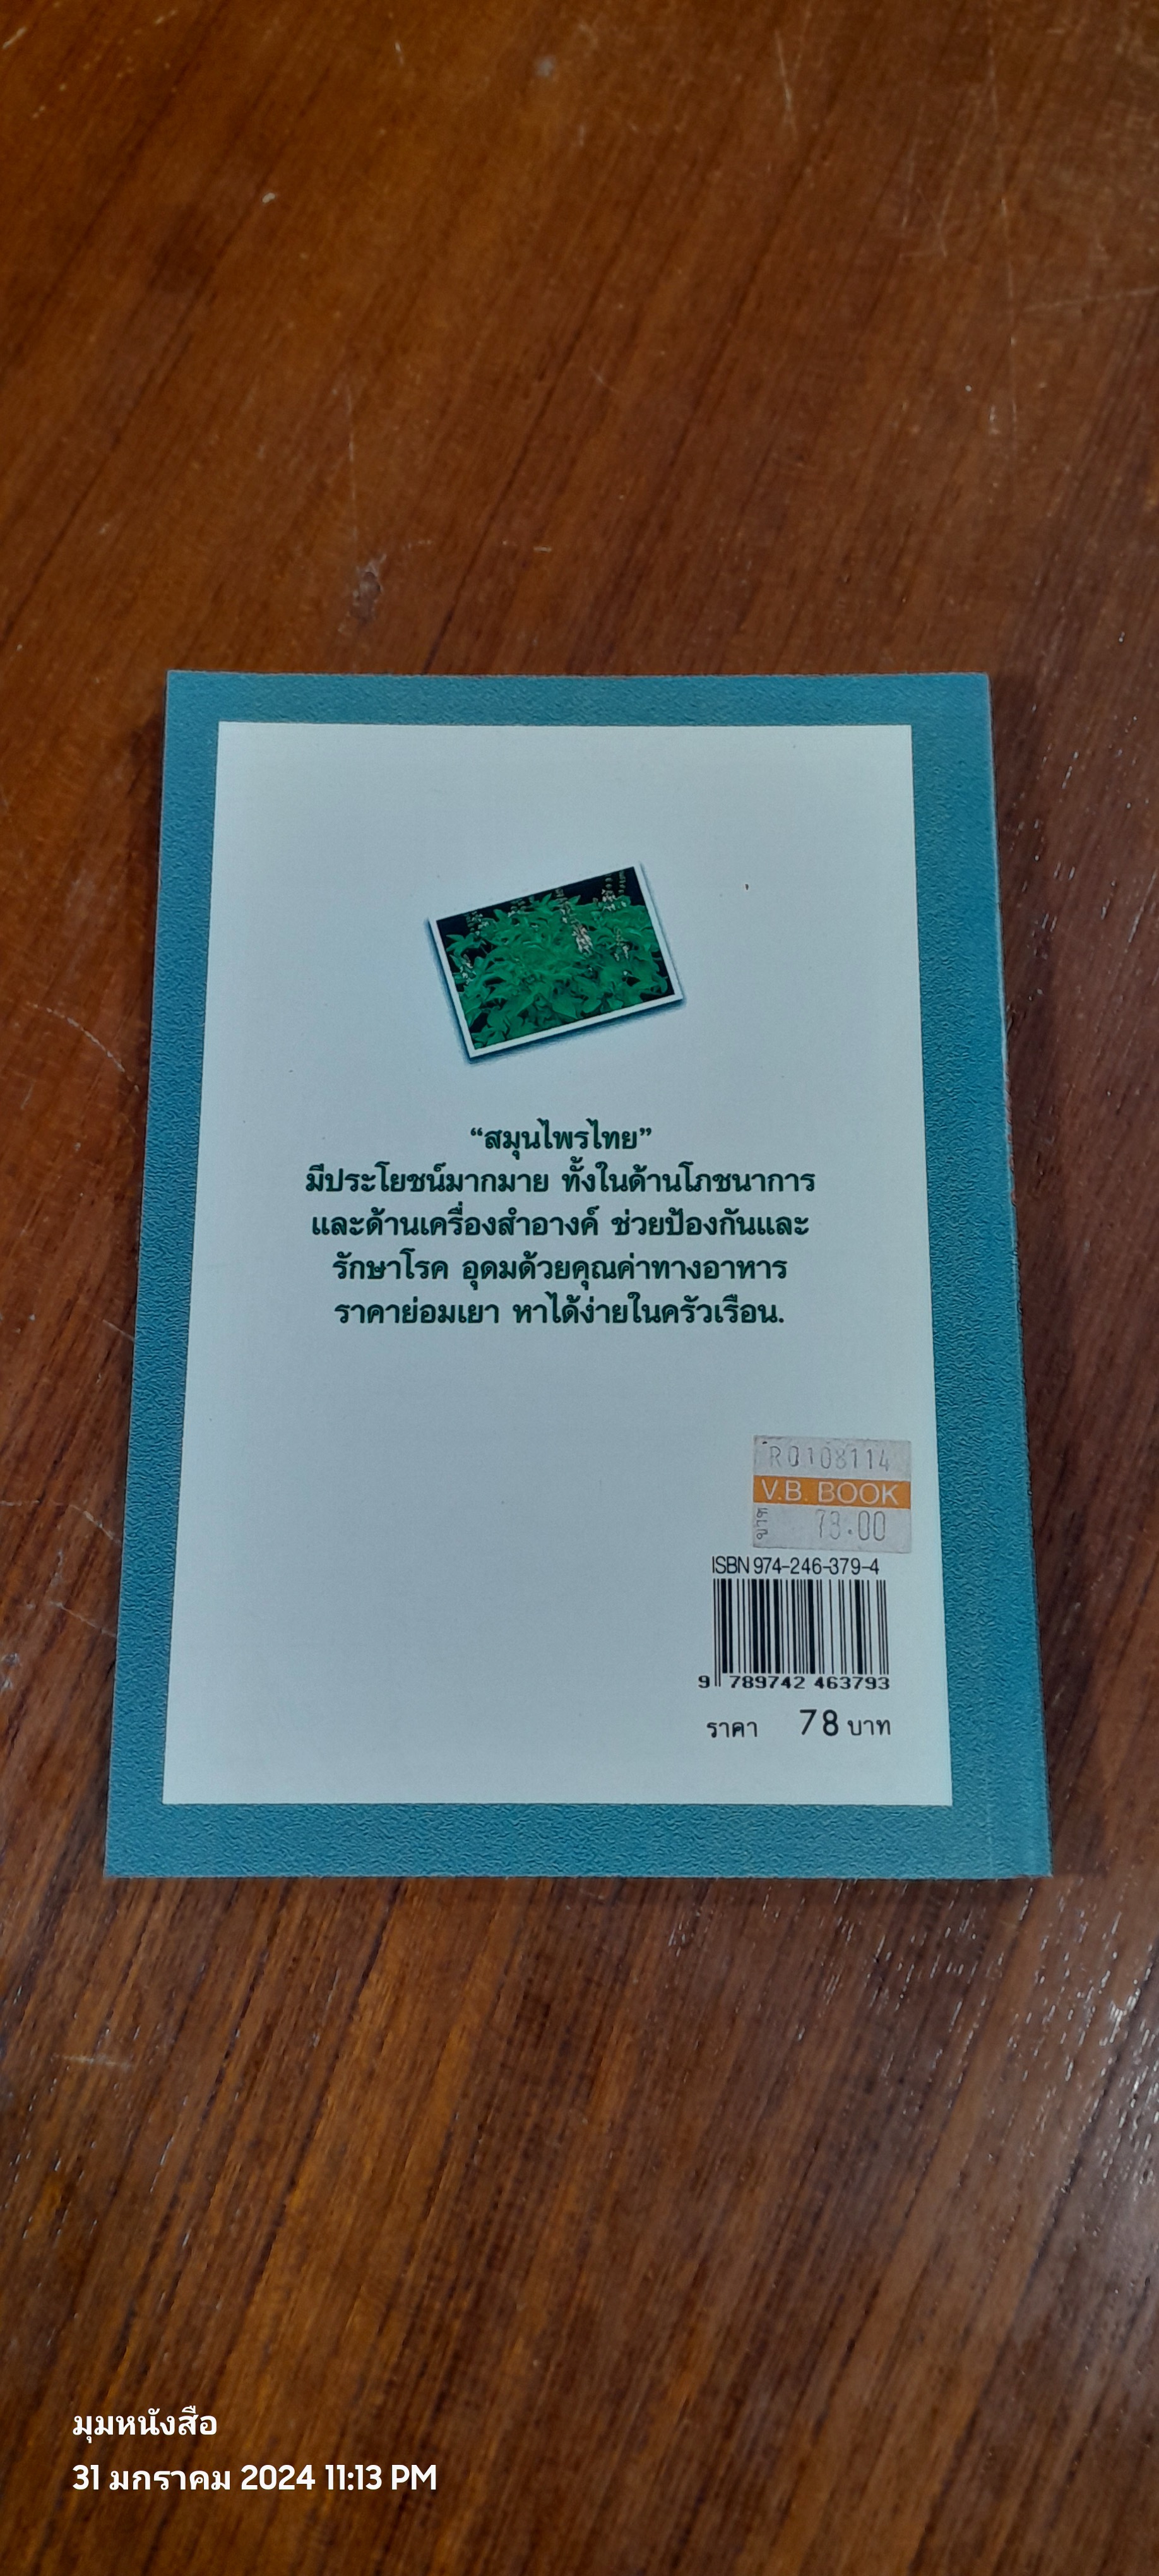 “สมุนไพรไทย”
มีประโยชน์มากมาย ทั้งในด้านโภชนาการ
และด้านเครื่องสำอางค์ ช่วยป้องกันและ
รักษาโรค อุดมด้วยคุณค่าทางอาหาร
ราคาย่อมเยา หาได้ง่ายในครัวเรือน.
R0108114
V.B. BOOK
บาท
ISBN 974-246-379-4
9 789742 463793
ราคา 78 บาท
มุมหนังสือ
31 มกราคม 2024 11:13 PM